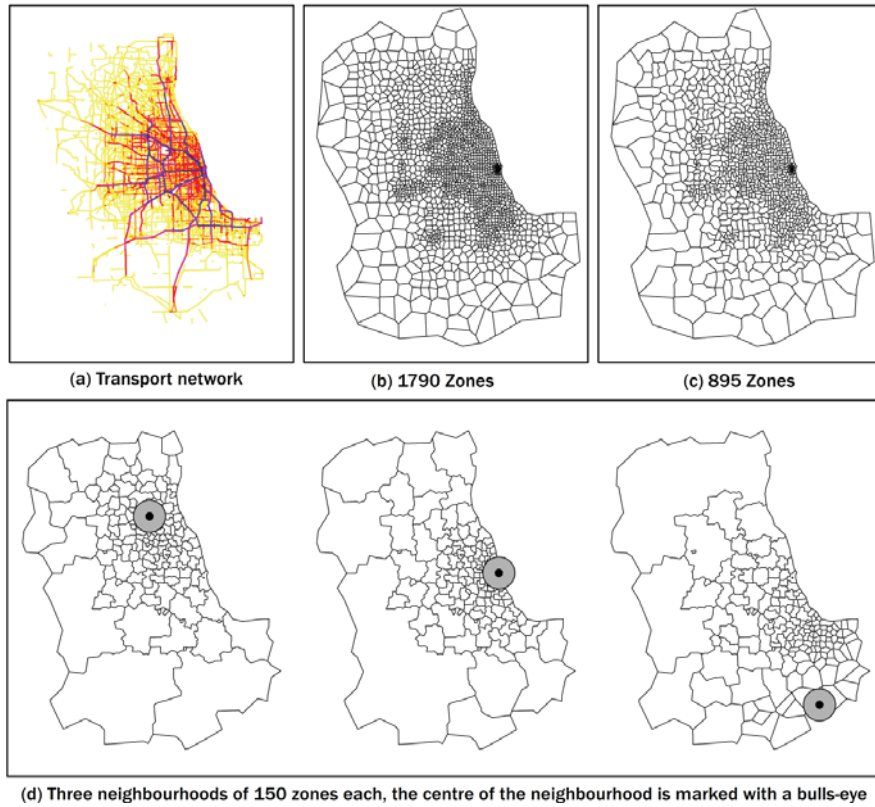 (a) Transport network
(b) 1790 Zones
(c) 895 Zones
(d) Three neighbourhoods of 150 zones each, the centre of the neighbourhood is marked with a bulls-eye